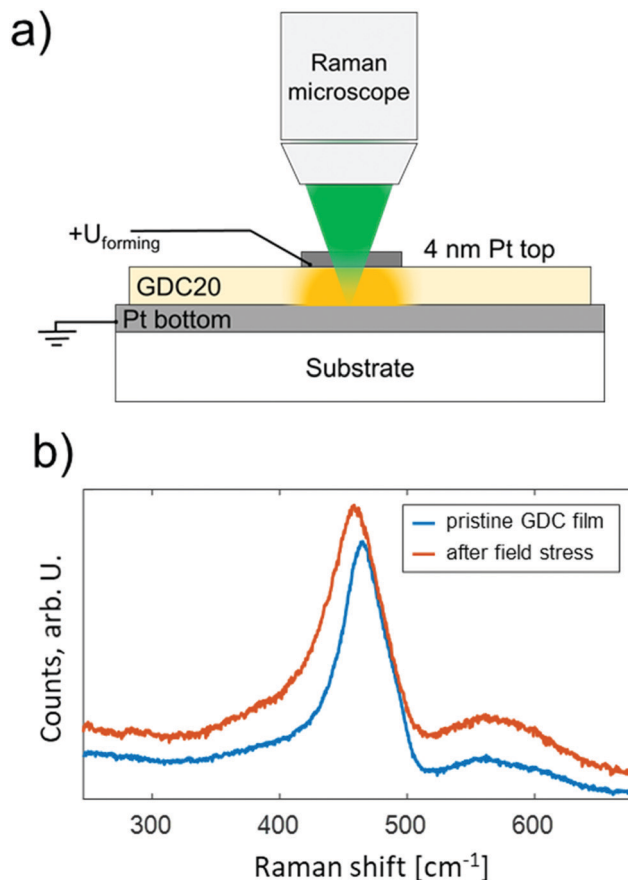 a)
Raman
microscope
+U_forming
4 nm Pt top
GDC20
Pt bottom
Substrate
b)
pristine GDC film
after field stress
Counts, arb. U.
300 400 500 600
Raman shift [cm⁻¹]